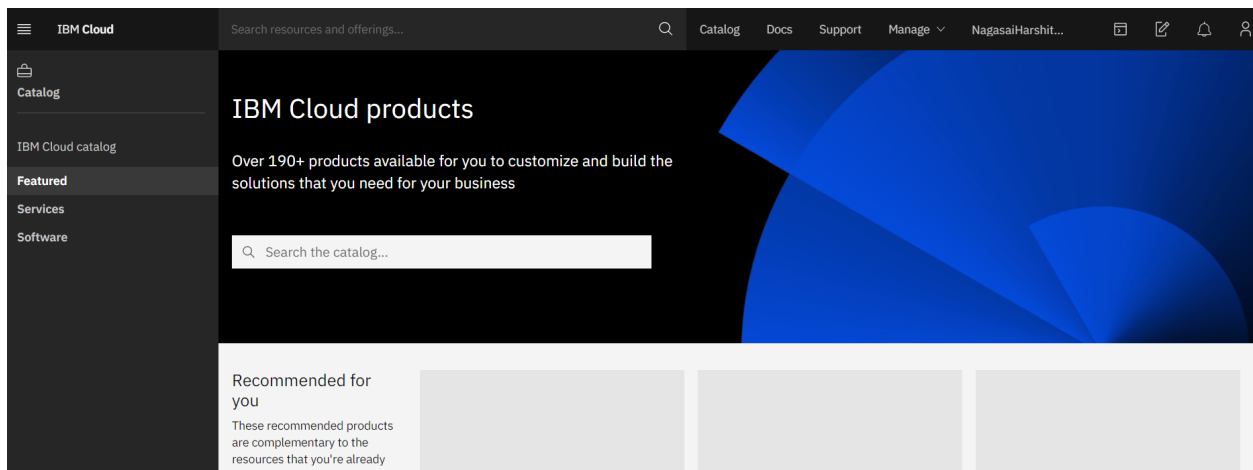 IBM Cloud
Search resources and offerings...
Catalog
Docs
Support
Manage
NagasaiHarshit...
Catalog
IBM Cloud catalog
Featured
Services
Software
IBM Cloud products
Over 190+ products available for you to customize and build the
solutions that you need for your business
Search the catalog...
Recommended for
you
These recommended products
are complementary to the
resources that you're already